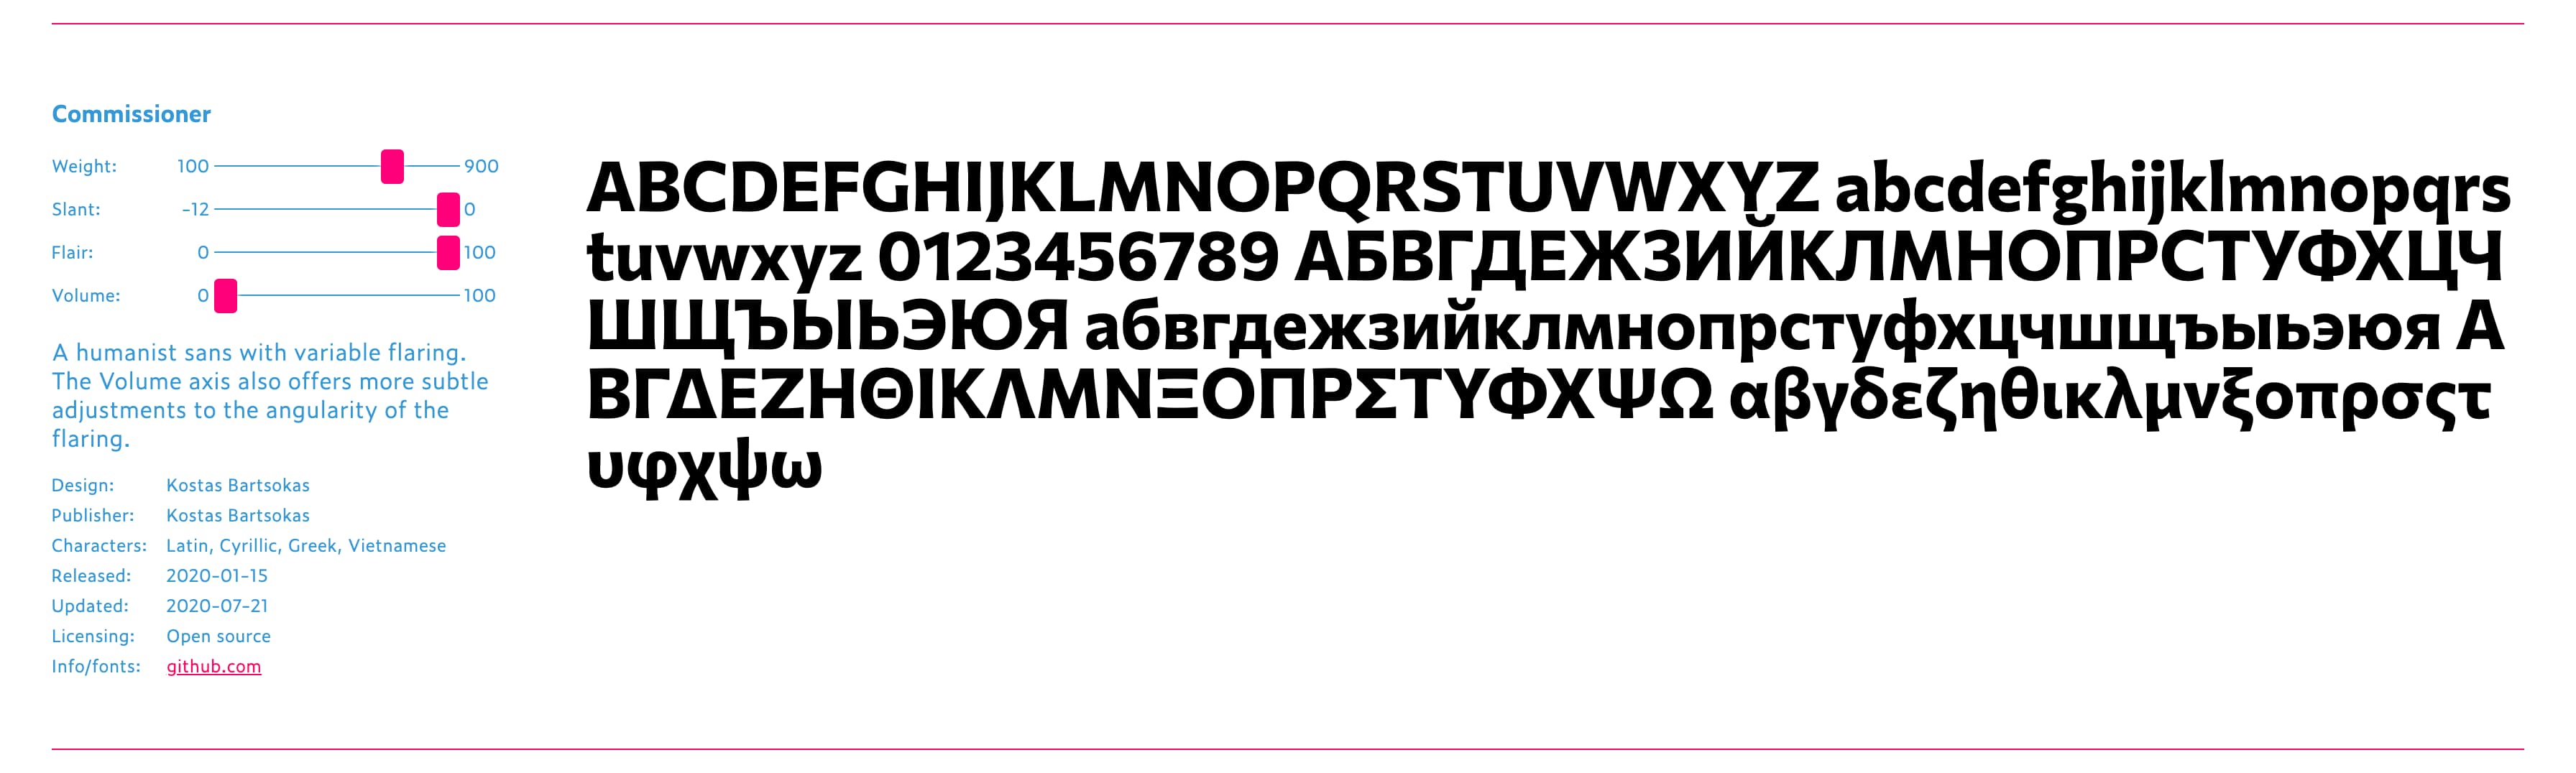 Commissioner
Weight: 100 900
Slant: -12 0
Flair: 0 100
Volume: 0 100
A humanist sans with variable flaring.
The Volume axis also offers more subtle
adjustments to the angularity of the
flaring.
Design: Kostas Bartsokas
Publisher: Kostas Bartsokas
Characters: Latin, Cyrillic, Greek, Vietnamese
Released: 2020-01-15
Updated: 2020-07-21
Licensing: Open source
Info/fonts: github.com
ABCDEFGHIJKLMNOPQRSTUVWXYZ abcdefghijklmnopqrs
tuvwxyz 0123456789 АБВГДЕЖЗИЙКЛМНОПРСТУФХЦЧ
ШЩЪЫЬЭЮЯ абвгдежзийклмнопрстуфхцчшщъыьэюя Α
ΒΓΔΕΖΗΘΙΚΛΜΝΞΟΠΡΣΤΥΦΧΨΩ αβγδεζηθικλμνξοπρσςτ
υφχψω